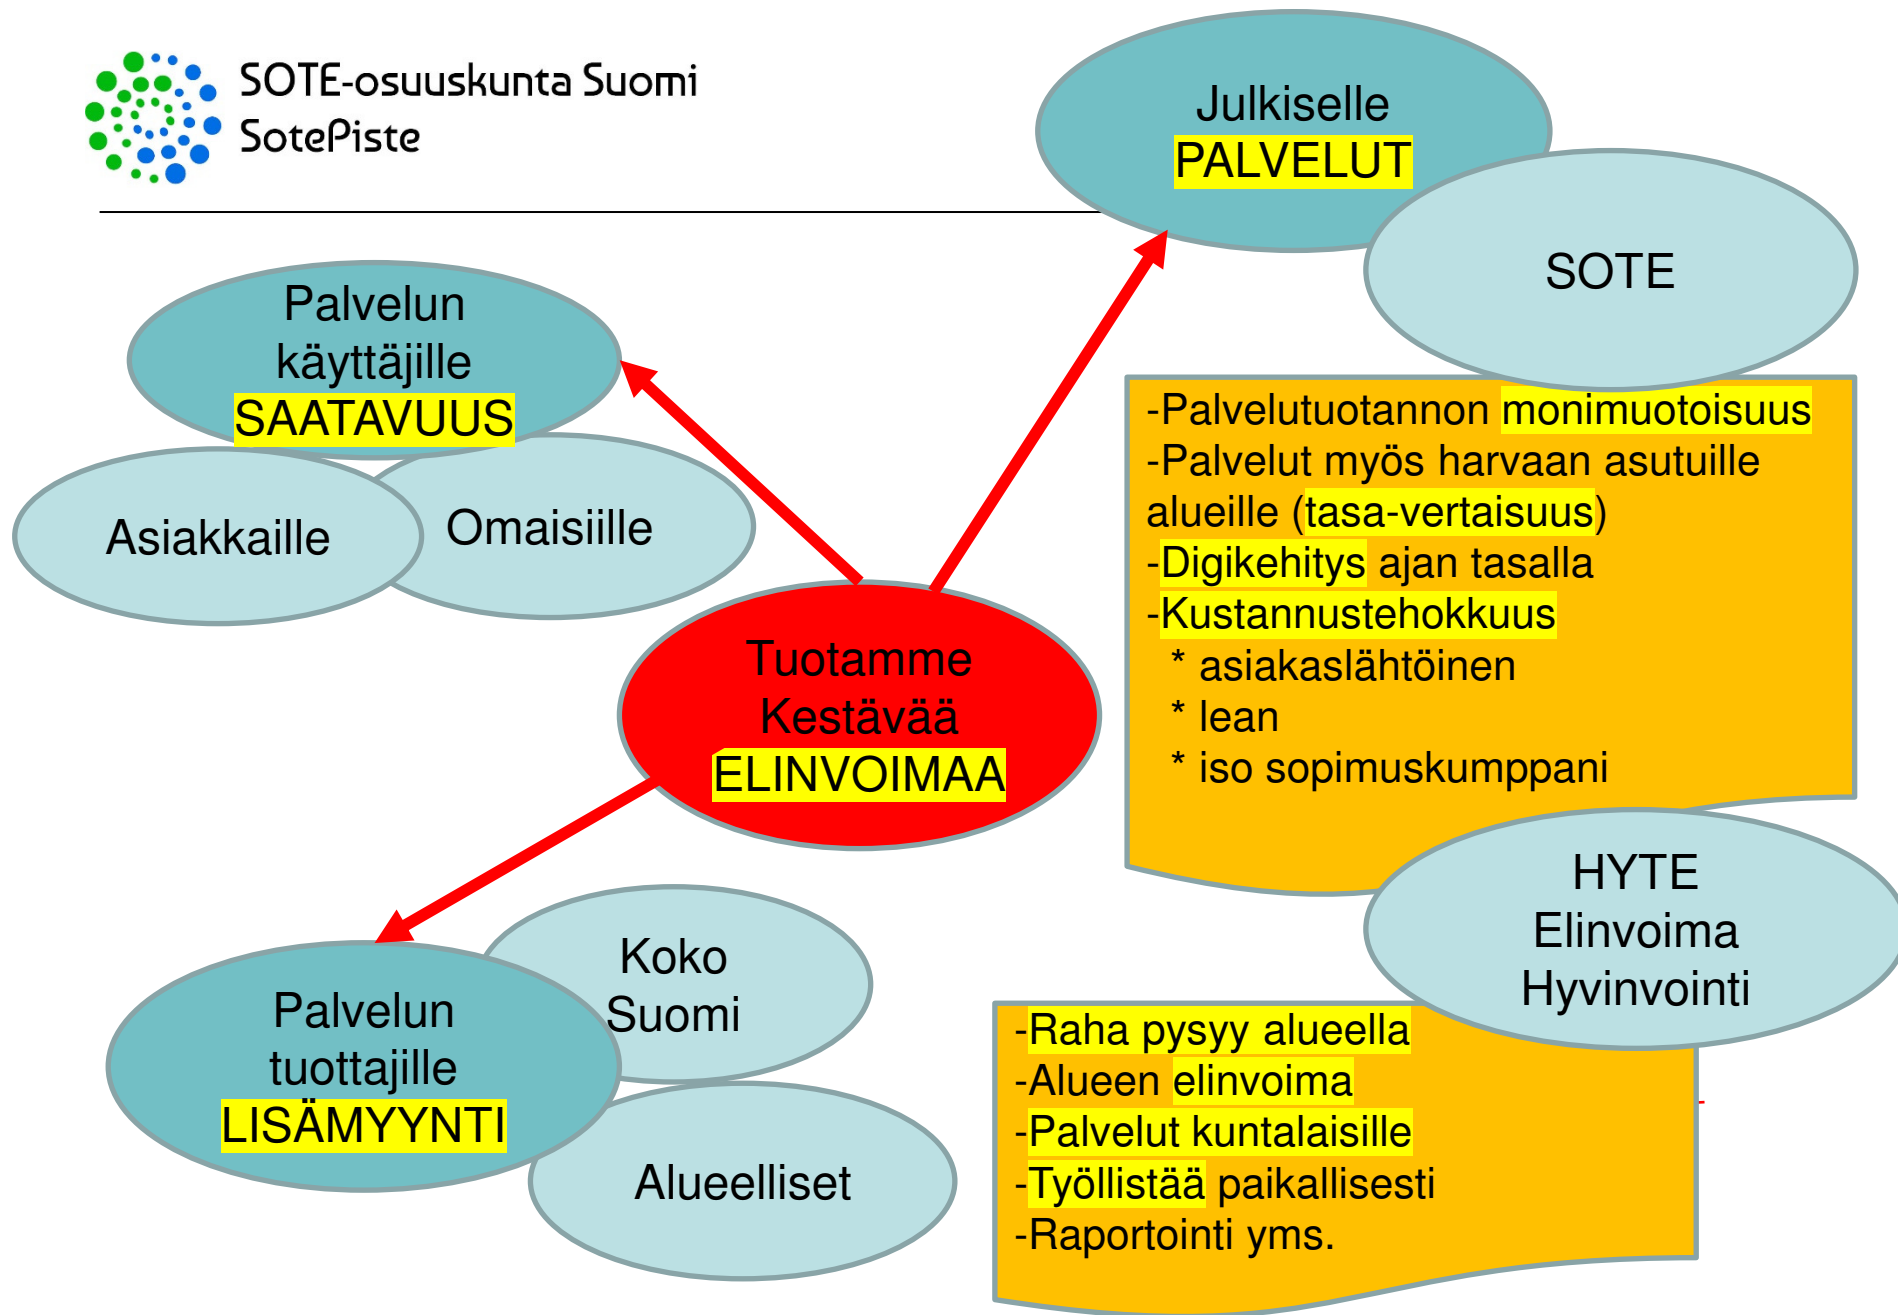 SOTE-osuuskunta Suomi
SotePiste
Julkiselle
PALVELUT
SOTE
Palvelun
käyttäjille
SAATAVUUS
Asiakkaille
Omaisiille
-Palvelutuotannon monimuotoisuus
-Palvelut myös harvaan asutuille
alueille (tasa-vertaisuus)
-Digikehitys ajan tasalla
-Kustannustehokkuus
* asiakaslähtöinen
* lean
* iso sopimuskumppani
Tuotamme
Kestävää
ELINVOIMAA
HYTE
Elinvoima
Hyvinvointi
Koko
Suomi
Palvelun
tuottajille
LISÄMYYNTI
Alueelliset
-Raha pysyy alueella
-Alueen elinvoima
-Palvelut kuntalaisille
-Työllistää paikallisesti
-Raportointi yms.